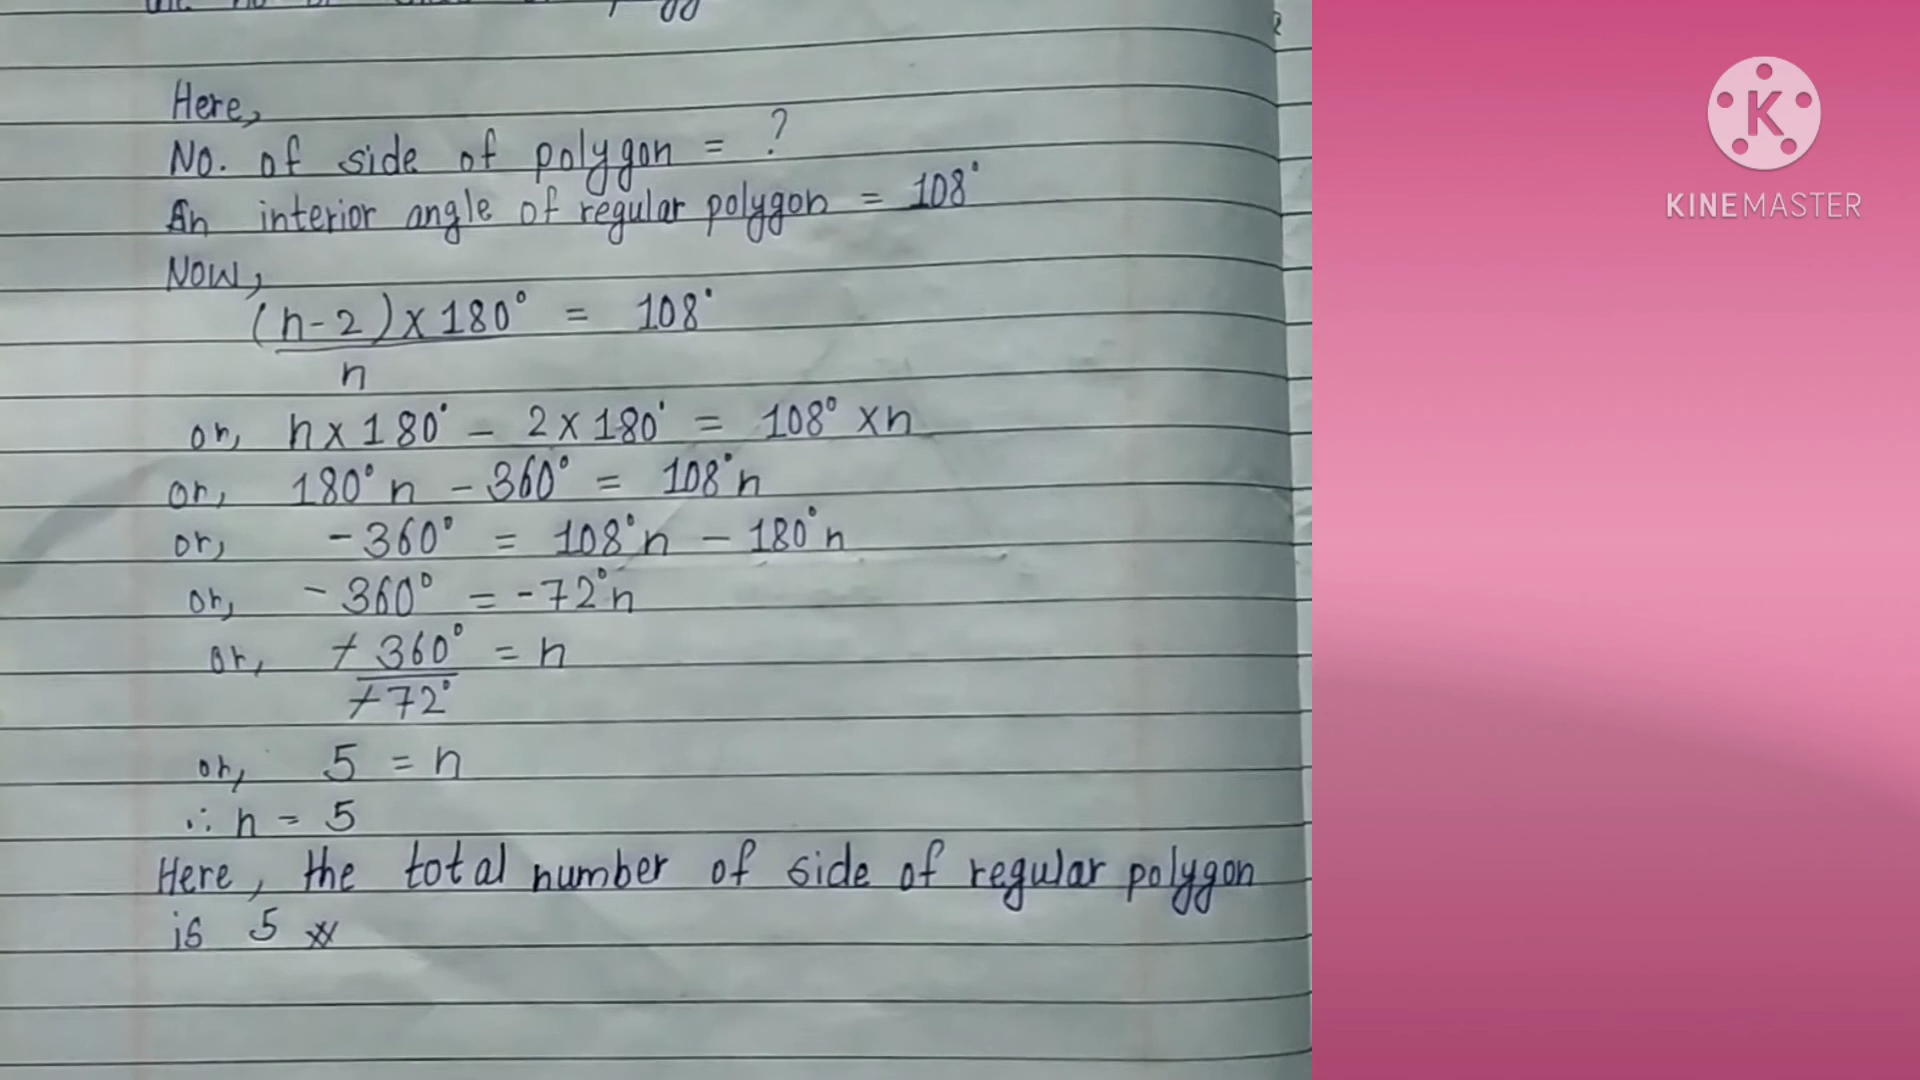 Here,
No. of side of polygon = ?
An interior angle of regular polygon = 108°
Now,
(n-2)×180° = 108°
n
or, n×180° - 2×180° = 108°×n
or, 180°n - 360° = 108°n
or, -360° = 108°n - 180°n
or, -360° = -72°n
or, -360° = n
-72°
or, 5 = n
∴ n = 5
Here, the total number of side of regular polygon
is 5
K
KINEMASTER